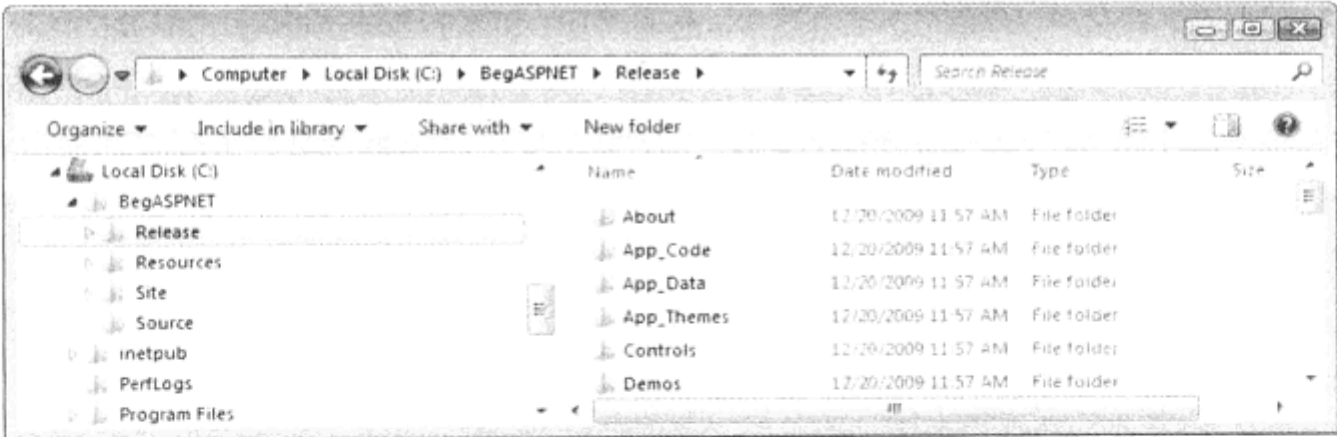 Computer Local Disk (C:) BegASPNET Release Search Release
Organize Include in library Share with New folder
Local Disk (C:)
BegASPNET
Release
Resources
Site
Source
inetpub
PerfLogs
Program Files
Name Date modified Type Size
About 12/20/2009 11:57 AM File folder
App_Code 12/20/2009 11:57 AM File folder
App_Data 12/20/2009 11:57 AM File folder
App_Themes 12/20/2009 11:57 AM File folder
Controls 12/20/2009 11:57 AM File folder
Demos 12/20/2009 11:57 AM File folder